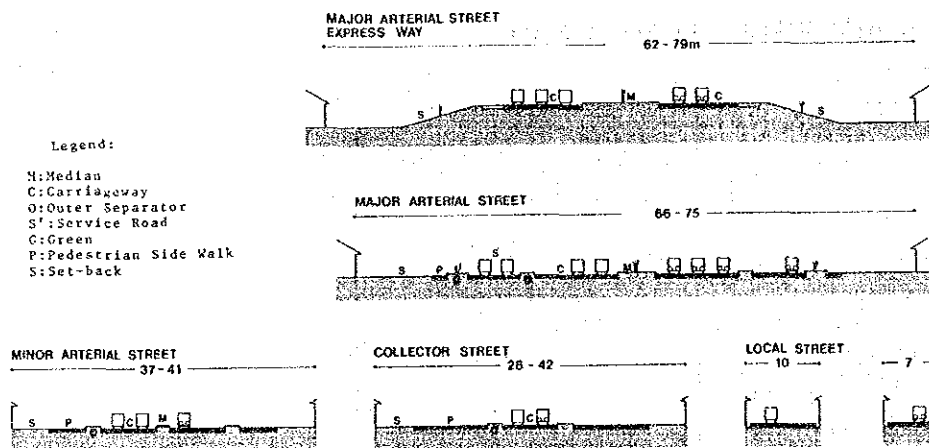 MAJOR ARTERIAL STREET
EXPRESS WAY
62 - 79m
S
C
M
C
S
Legend:
M:Median
C:Carriageway
O:Outer Separator
S':Service Road
G:Green
P:Pedestrian Side Walk
S:Set-back
MAJOR ARTERIAL STREET
66 - 75
S
S
P
C
M
MINOR ARTERIAL STREET
37 - 41
S
P
C
M
COLLECTOR STREET
28 - 42
S
P
C
LOCAL STREET
10
7